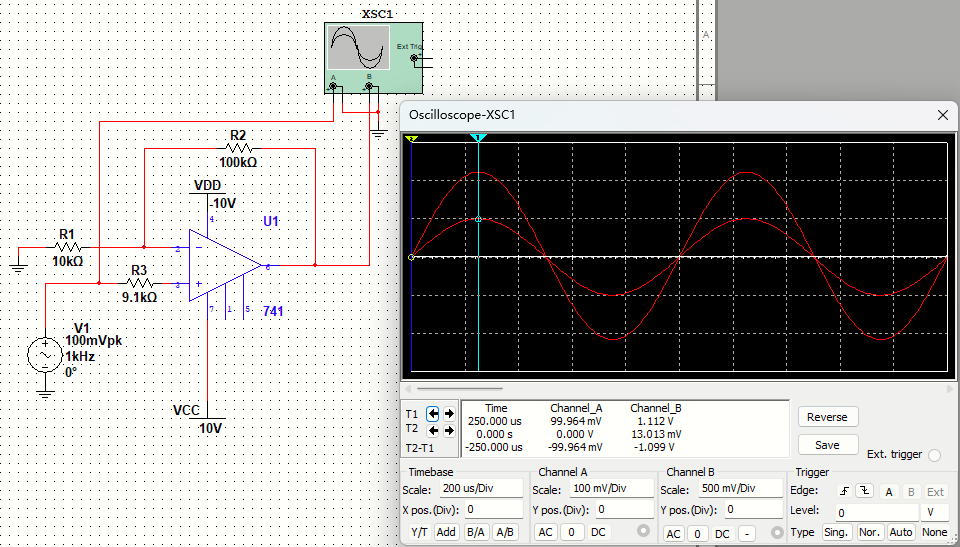 XSC1
Ext Trig
A
B
A
R2
100kΩ
VDD
-10V
4
U1
R1
10kΩ
2
R3
9.1kΩ
3
6
7
1
5
741
V1
100mVpk
1kHz
0°
VCC
10V
Oscilloscope-XSC1
1
T1
T2
T2-T1
Time Channel_A Channel_B
250.000 us 99.964 mV 1.112 V
0.000 s 0.000 V 13.013 mV
-250.000 us -99.964 mV -1.099 V
Reverse
Save
Ext. trigger
Timebase
Scale: 200 us/Div
X pos.(Div): 0
Y/T Add B/A A/B
Channel A
Scale: 100 mV/Div
Y pos.(Div): 0
AC 0 DC
Channel B
Scale: 500 mV/Div
Y pos.(Div): 0
AC 0 DC -
Trigger
Edge: A B Ext
Level: 0 V
Type Sing. Nor. Auto None